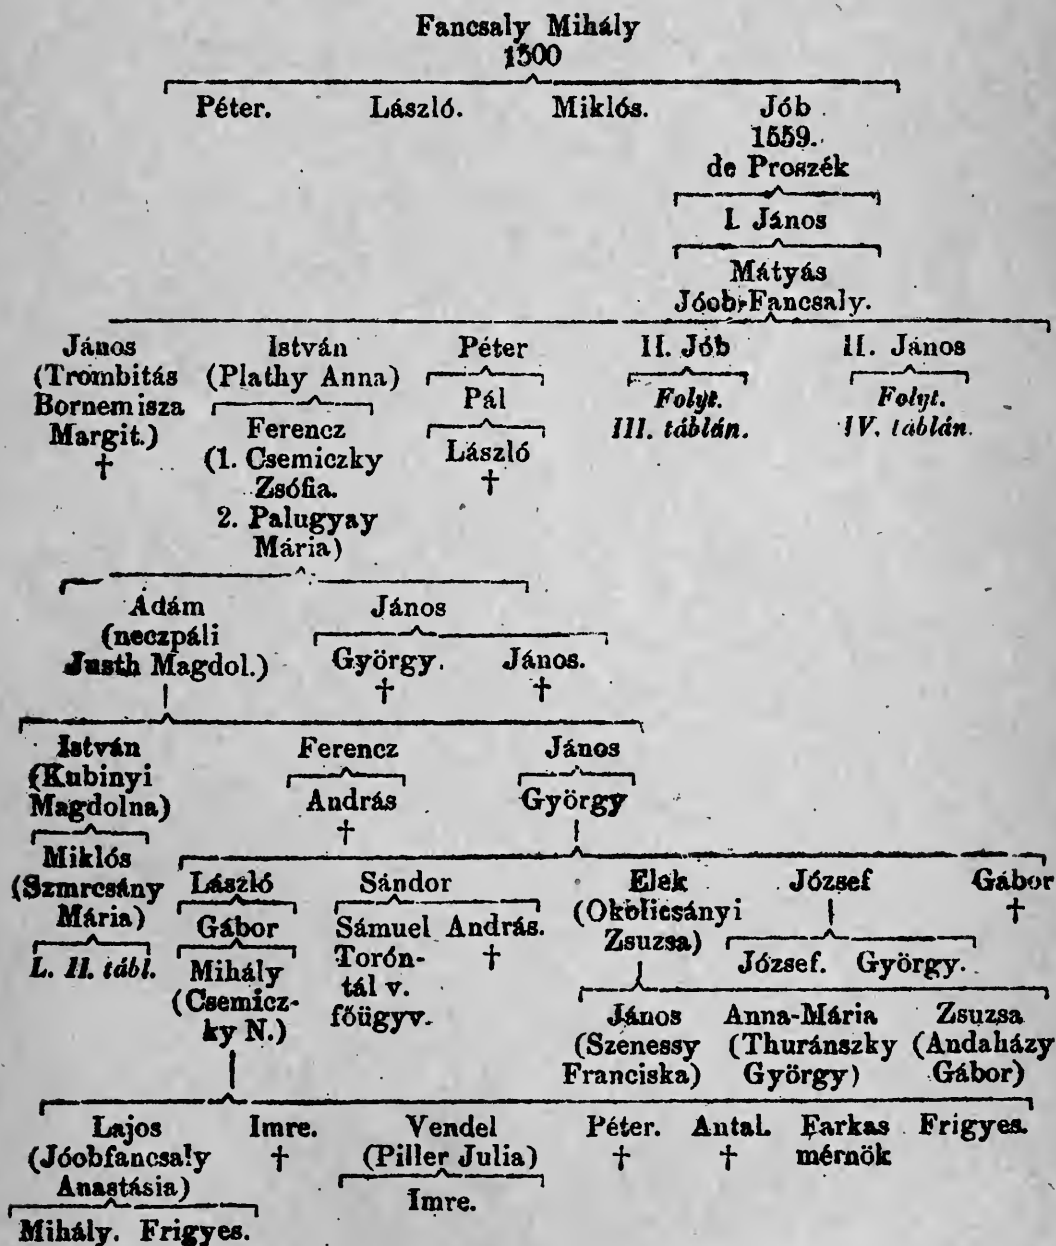 Fancsaly Mihály
1500
Péter. László. Miklós. Jób
1559.
de Proszék
I. János
Mátyás
Jóob-Fancsaly.
János István Péter II. Jób II. János
(Trombitás (Plathy Anna) Pál Folyt. Folyt.
Bornemisza Ferencz III. táblán. IV. táblán.
Margit.) (1. Csemiczky László
† Zsófia. †
2. Palugyay
Mária)
Ádám János
(neczpáli György. János.
Justh Magdol.) † †
István Ferencz János
(Kubinyi András György
Magdolna) †
Miklós László Sándor Elek József Gábor
(Szmrcsány Gábor Sámuel András. (Okolicsányi †
Mária) Mihály Torón- † Zsuzsa) József. György.
L. II. tábl. (Csemicz- tál v. János Anna-Mária Zsuzsa
ky N.) főügyv. (Szenessy (Thuránszky (Andaházy
Franciska) György) Gábor)
Lajos Imre. Vendel Péter. Antal. Farkas Frigyes.
(Jóobfancsaly † (Piller Julia) † † mérnök
Anastásia) Imre.
Mihály. Frigyes.